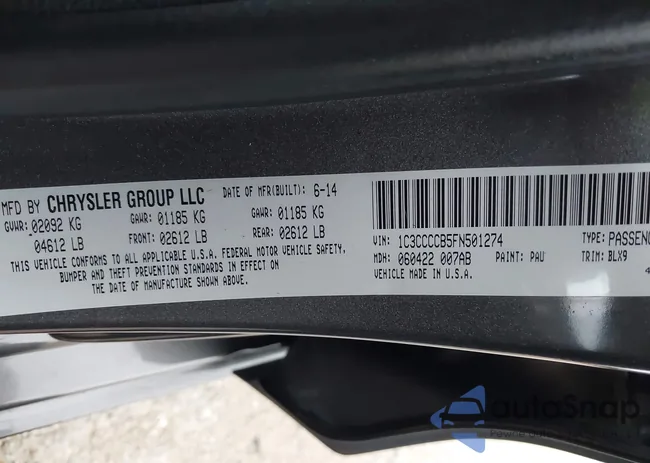 MFD BY CHRYSLER GROUP LLC DATE OF MFR(BUILT): 6-14
GVWR: 02092 KG GAWR: 01185 KG GAWR: 01185 KG
04612 LB FRONT: 02612 LB REAR: 02612 LB
THIS VEHICLE CONFORMS TO ALL APPLICABLE U.S.A. FEDERAL MOTOR VEHICLE SAFETY,
BUMPER AND THEFT PREVENTION STANDARDS IN EFFECT ON
THE DATE OF MANUFACTURE SHOWN ABOVE.
VIN: 1C3CCCCB5FN501274 TYPE: PASSENG
MDH: 060422 007AB PAINT: PAU TRIM: BLX9
VEHICLE MADE IN U.S.A.
4
autoSnap